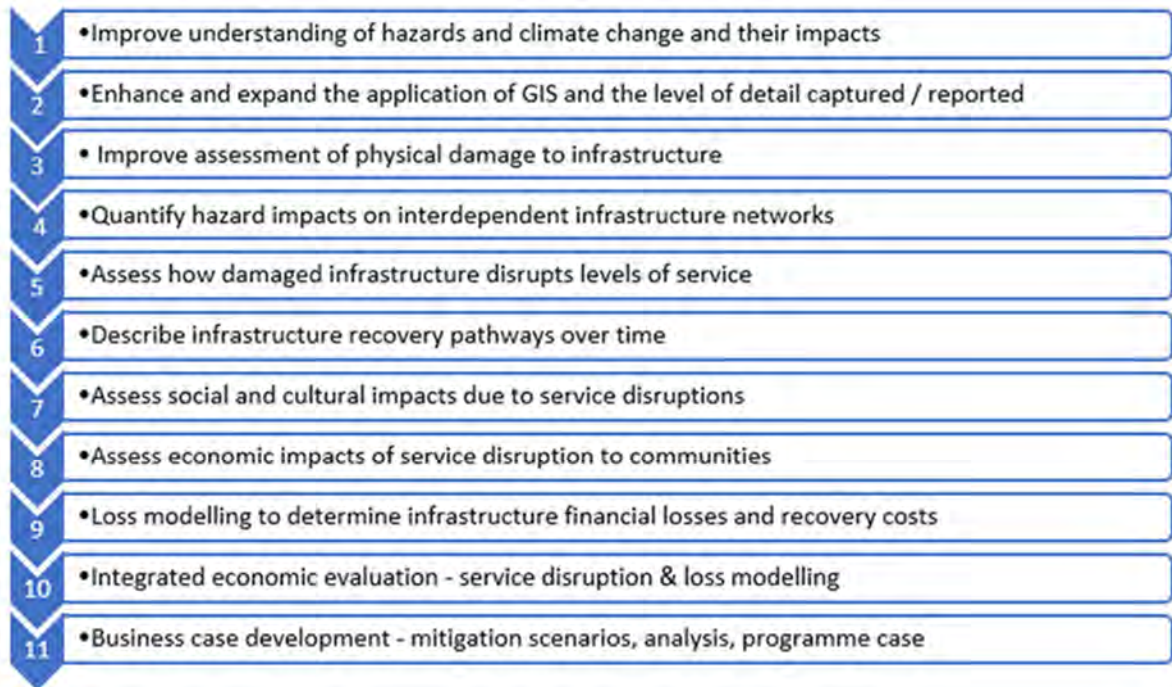 1 •Improve understanding of hazards and climate change and their impacts
2 •Enhance and expand the application of GIS and the level of detail captured / reported
3 • Improve assessment of physical damage to infrastructure
4 •Quantify hazard impacts on interdependent infrastructure networks
5 •Assess how damaged infrastructure disrupts levels of service
6 •Describe infrastructure recovery pathways over time
7 •Assess social and cultural impacts due to service disruptions
8 •Assess economic impacts of service disruption to communities
9 •Loss modelling to determine infrastructure financial losses and recovery costs
10 •Integrated economic evaluation - service disruption & loss modelling
11 •Business case development - mitigation scenarios, analysis, programme case